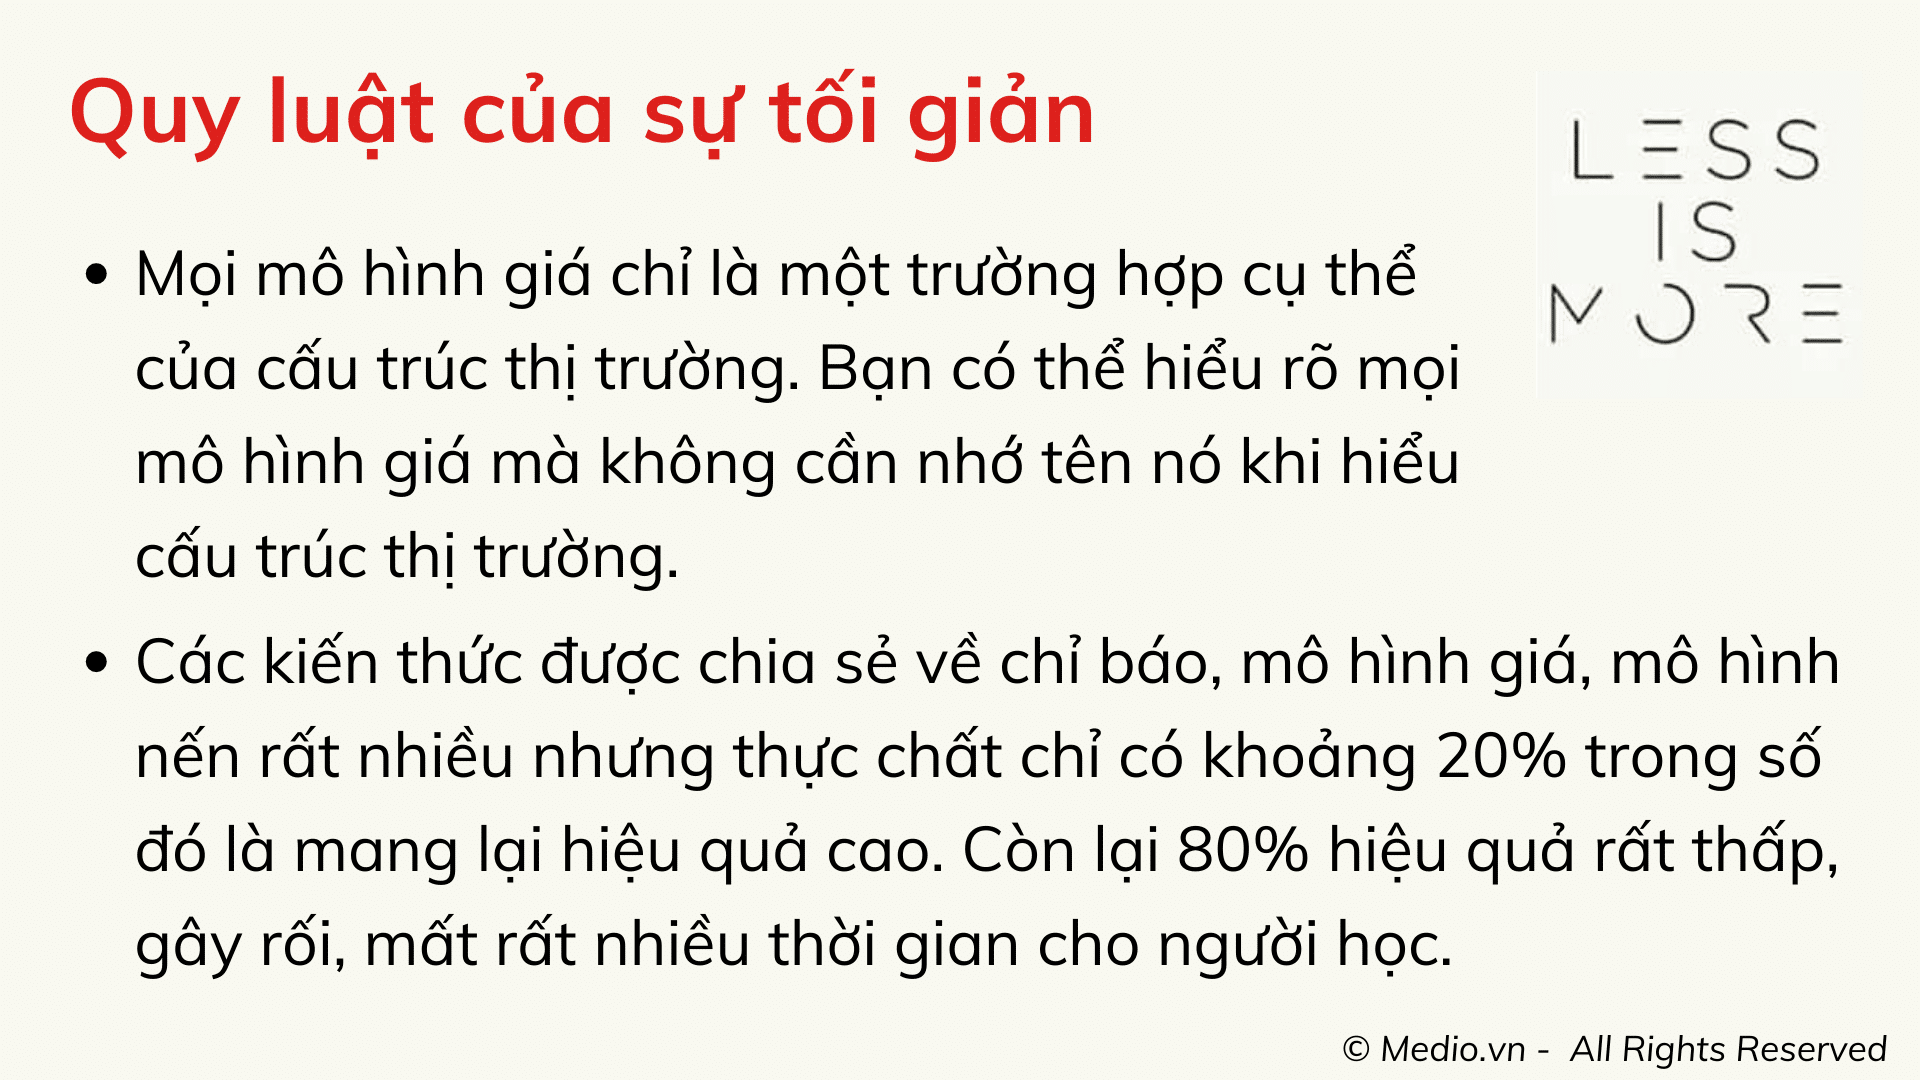 Quy luật của sự tối giản
LESS
IS
MORE
• Mọi mô hình giá chỉ là một trường hợp cụ thể
của cấu trúc thị trường. Bạn có thể hiểu rõ mọi
mô hình giá mà không cần nhớ tên nó khi hiểu
cấu trúc thị trường.
• Các kiến thức được chia sẻ về chỉ báo, mô hình giá, mô hình
nến rất nhiều nhưng thực chất chỉ có khoảng 20% trong số
đó là mang lại hiệu quả cao. Còn lại 80% hiệu quả rất thấp,
gây rối, mất rất nhiều thời gian cho người học.
© Medio.vn - All Rights Reserved